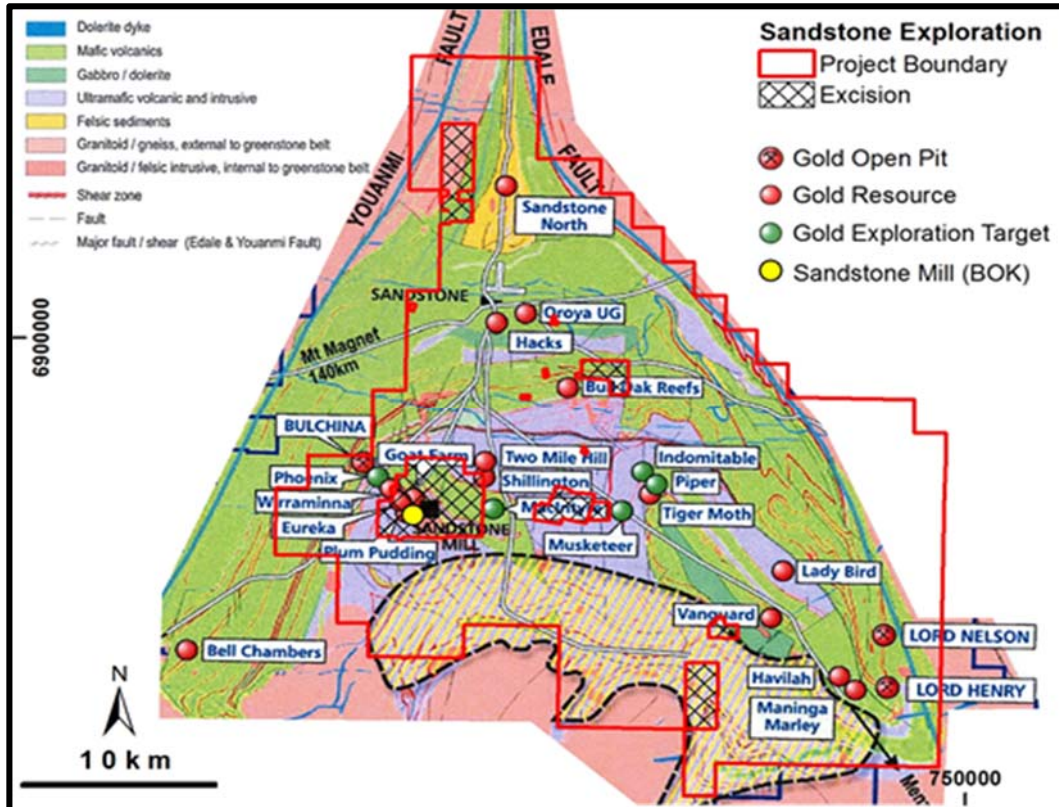 Dolerite dyke
Mafic volcanics
Gabbro / dolerite
Ultramafic volcanic and intrusive
Felsic sediments
Granitoid / gneiss, external to greenstone belt
Granitoid / felsic intrusive, internal to greenstone belt
Shear zone
Fault
Major fault / shear (Edale & Youanmi Fault)
Sandstone Exploration
Project Boundary
Excision
Gold Open Pit
Gold Resource
Gold Exploration Target
Sandstone Mill (BOK)
YOUANMI
FAULT
EDALE
FAULT
Sandstone
North
SANDSTONE
Oroya UG
Hacks
Mt Magnet
140km
6900000
Oak Reefs
BULCHINA
Goat Farm
Two Mile Hill
Indomitable
Phoenix
Shillington
Piper
Wirraminna
Tiger Moth
Eureka
SANDSTONE
MILL
Musketeer
Plum Pudding
Lady Bird
Vanguard
Bell Chambers
LORD NELSON
Havilah
LORD HENRY
Maninga
Marley
N
10 km
750000